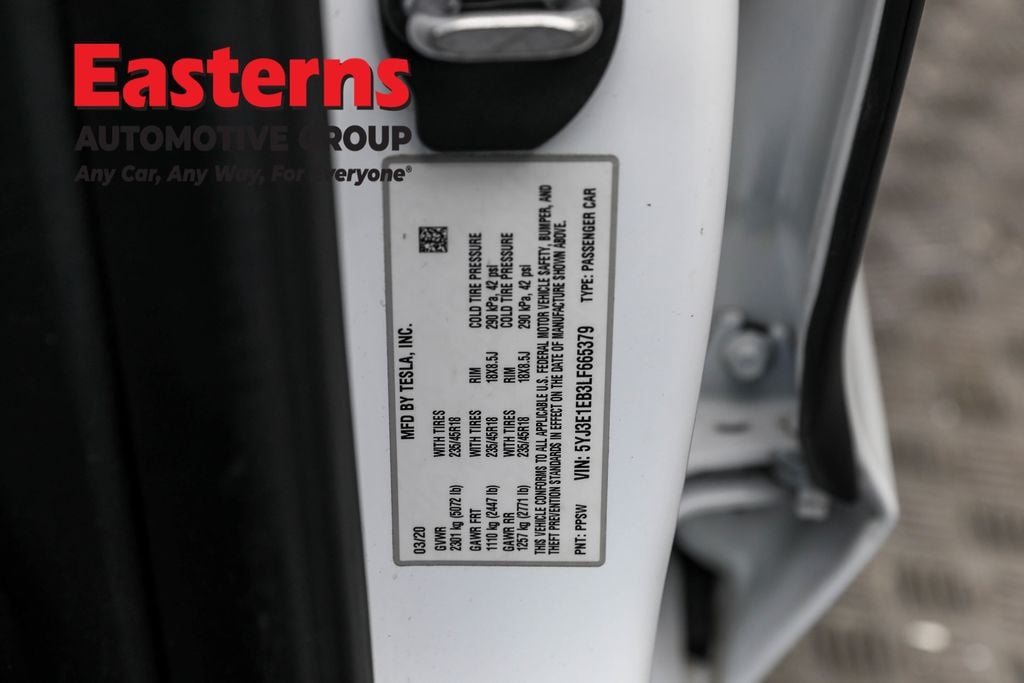 Easterns
AUTOMOTIVE GROUP
Any Car, Any Way, For Everyone®
MFD BY TESLA, INC.
03/20
GVWR WITH TIRES
2301 kg (5072 lb) 235/45R18
GAWR FRT WITH TIRES RIM COLD TIRE PRESSURE
1110 kg (2447 lb) 235/45R18 18X8.5J 290 kPa, 42 psi
GAWR RR WITH TIRES RIM COLD TIRE PRESSURE
1257 kg (2771 lb) 235/45R18 18X8.5J 290 kPa, 42 psi
THIS VEHICLE CONFORMS TO ALL APPLICABLE U.S. FEDERAL MOTOR VEHICLE SAFETY, BUMPER, AND
THEFT PREVENTION STANDARDS IN EFFECT ON THE DATE OF MANUFACTURE SHOWN ABOVE.
PNT: PPSW VIN: 5YJ3E1EB3LF665379 TYPE: PASSENGER CAR